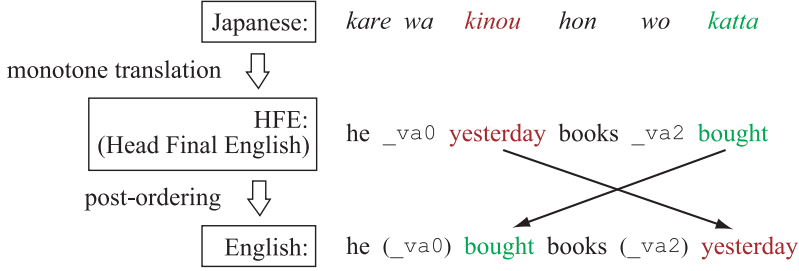 Japanese: kare wa kinou hon wo katta
monotone translation
HFE:
(Head Final English) he _va0 yesterday books _va2 bought
post-ordering
English: he (_va0) bought books (_va2) yesterday